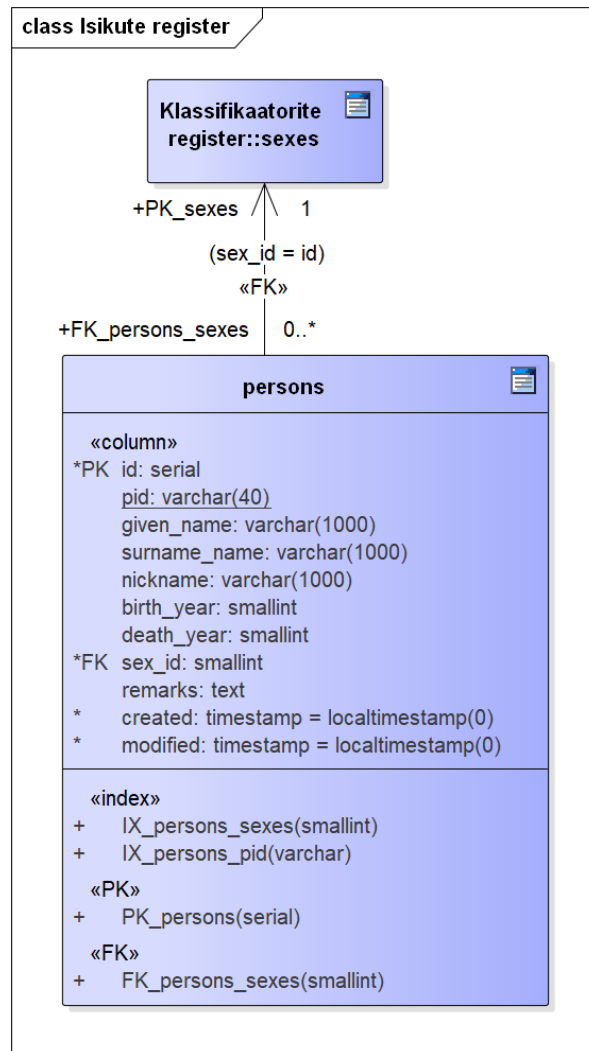 class Isikute register
Klassifikaatorite
register::sexes
+PK_sexes 1
(sex_id = id)
«FK»
+FK_persons_sexes 0..*
persons
«column»
*PK id: serial
pid: varchar(40)
given_name: varchar(1000)
surname_name: varchar(1000)
nickname: varchar(1000)
birth_year: smallint
death_year: smallint
*FK sex_id: smallint
remarks: text
* created: timestamp = localtimestamp(0)
* modified: timestamp = localtimestamp(0)
«index»
+ IX_persons_sexes(smallint)
+ IX_persons_pid(varchar)
«PK»
+ PK_persons(serial)
«FK»
+ FK_persons_sexes(smallint)